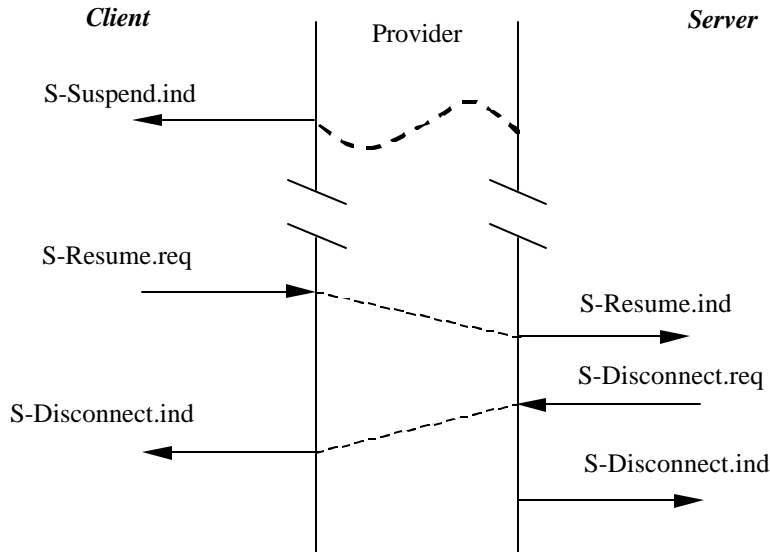 Client
Provider
Server
S-Suspend.ind
S-Resume.req
S-Resume.ind
S-Disconnect.req
S-Disconnect.ind
S-Disconnect.ind